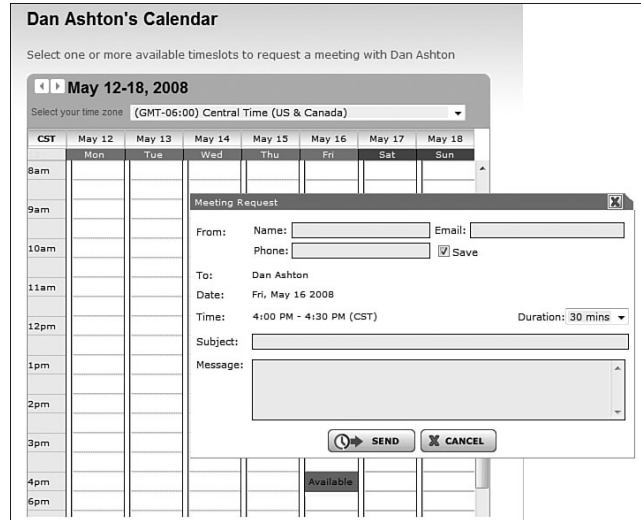 Dan Ashton's Calendar
Select one or more available timeslots to request a meeting with Dan Ashton
May 12-18, 2008
Select your time zone (GMT-06:00) Central Time (US & Canada)
CST May 12 May 13 May 14 May 15 May 16 May 17 May 18
Mon Tue Wed Thu Fri Sat Sun
8am
9am
10am
11am
12pm
1pm
2pm
3pm
4pm
6pm
Meeting Request X
From: Name: Email:
Phone: Save
To: Dan Ashton
Date: Fri, May 16 2008
Time: 4:00 PM - 4:30 PM (CST) Duration: 30 mins
Subject:
Message:
SEND X CANCEL
Available